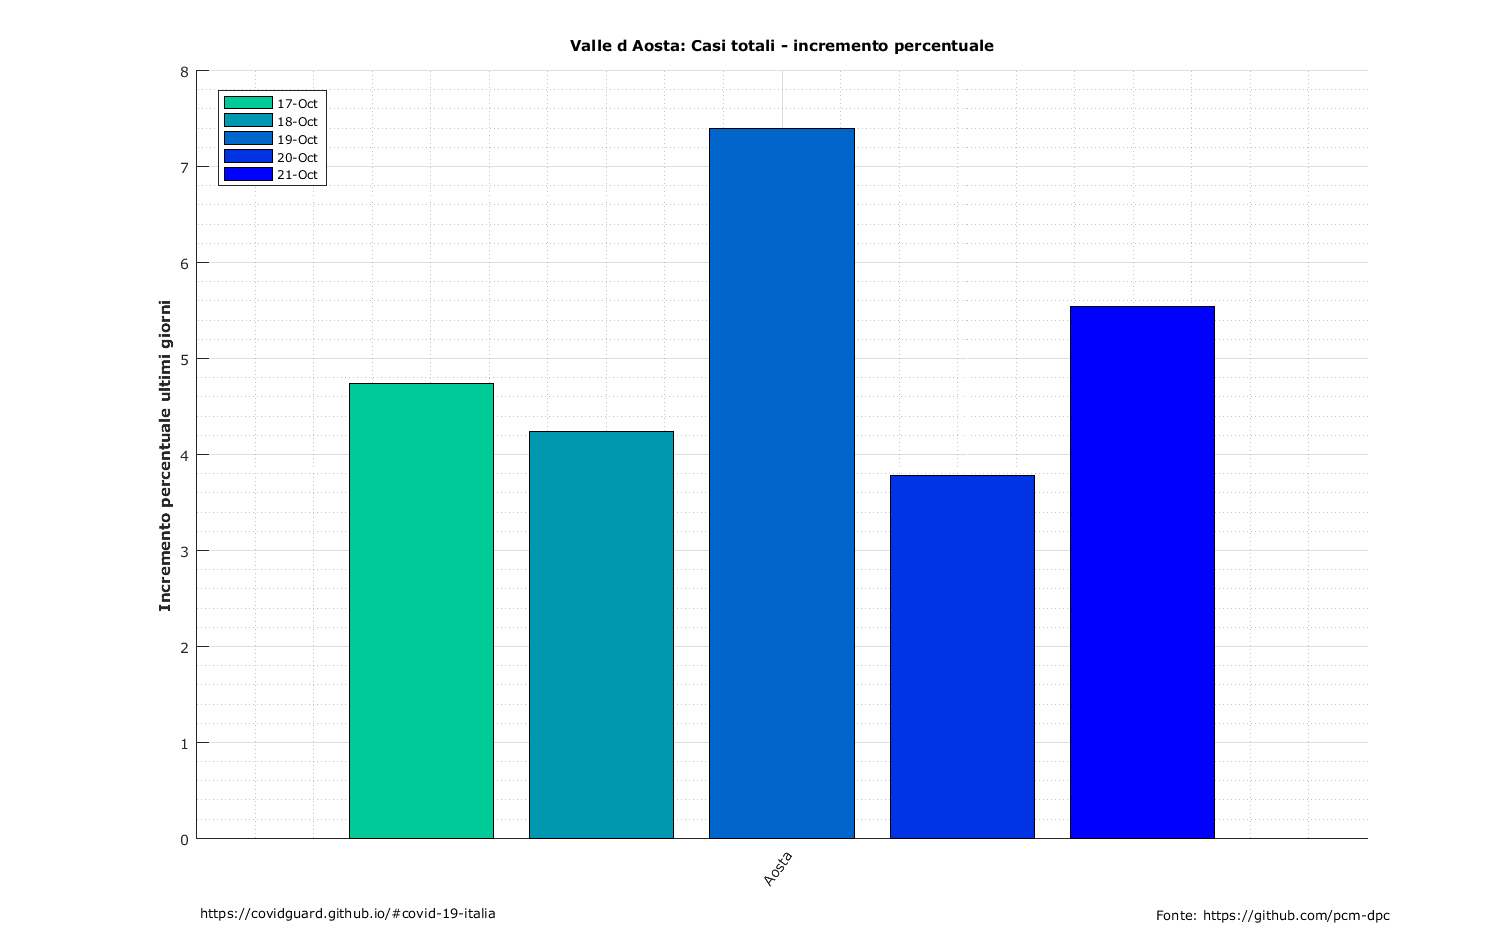 Valle d Aosta: Casi totali - incremento percentuale
8
7
6
5
4
3
2
1
0
17-Oct
18-Oct
19-Oct
20-Oct
21-Oct
Incremento percentuale ultimi giorni
Aosta
https://covidguard.github.io/#covid-19-italia
Fonte: https://github.com/pcm-dpc